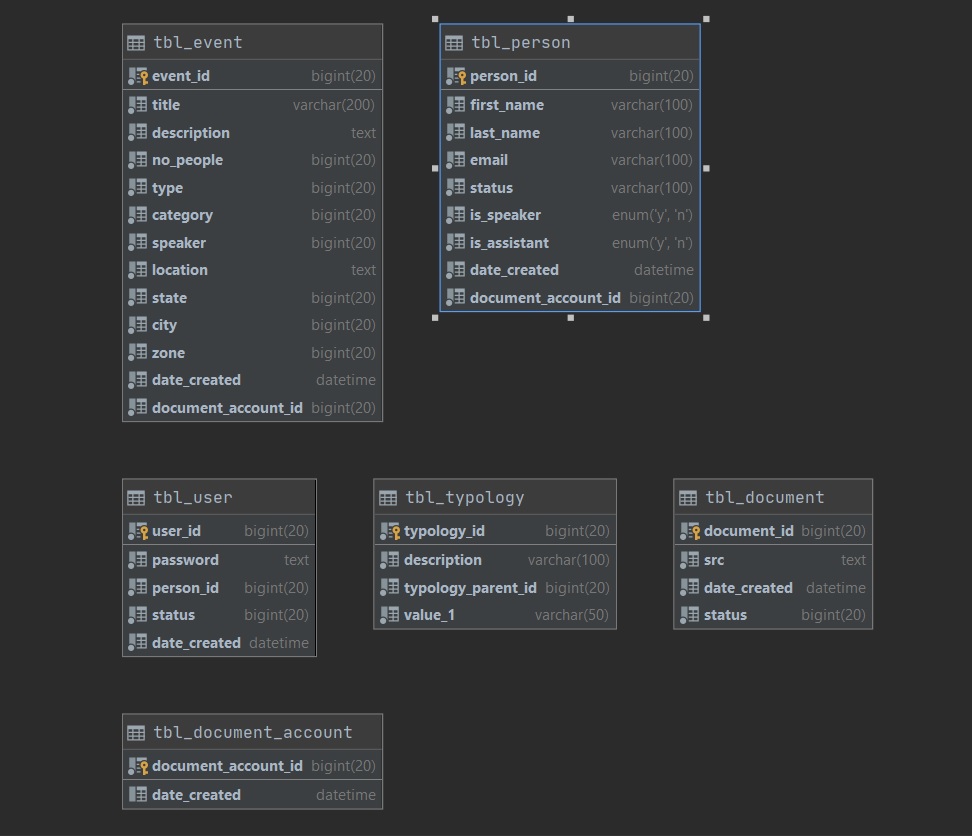 tbl_event
event_id bigint(20)
title varchar(200)
description text
no_people bigint(20)
type bigint(20)
category bigint(20)
speaker bigint(20)
location text
state bigint(20)
city bigint(20)
zone bigint(20)
date_created datetime
document_account_id bigint(20)
tbl_person
person_id bigint(20)
first_name varchar(100)
last_name varchar(100)
email varchar(100)
status varchar(100)
is_speaker enum('y', 'n')
is_assistant enum('y', 'n')
date_created datetime
document_account_id bigint(20)
tbl_user
user_id bigint(20)
password text
person_id bigint(20)
status bigint(20)
date_created datetime
tbl_typology
typology_id bigint(20)
description varchar(100)
typology_parent_id bigint(20)
value_1 varchar(50)
tbl_document
document_id bigint(20)
src text
date_created datetime
status bigint(20)
tbl_document_account
document_account_id bigint(20)
date_created datetime